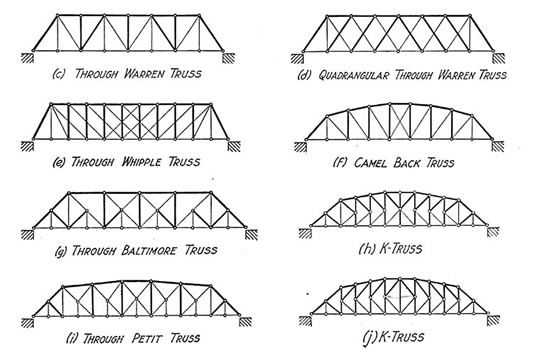 (c) THROUGH WARREN TRUSS
(d) QUADRANGULAR THROUGH WARREN TRUSS
(e) THROUGH WHIPPLE TRUSS
(f) CAMEL BACK TRUSS
(g) THROUGH BALTIMORE TRUSS
(h) K-TRUSS
(i) THROUGH PETIT TRUSS
(j) K-TRUSS